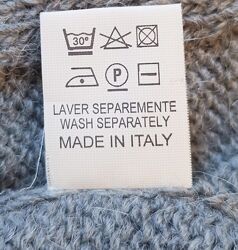 30°
P
LAVER SEPAREMENTE
WASH SEPARATELY
MADE IN ITALY